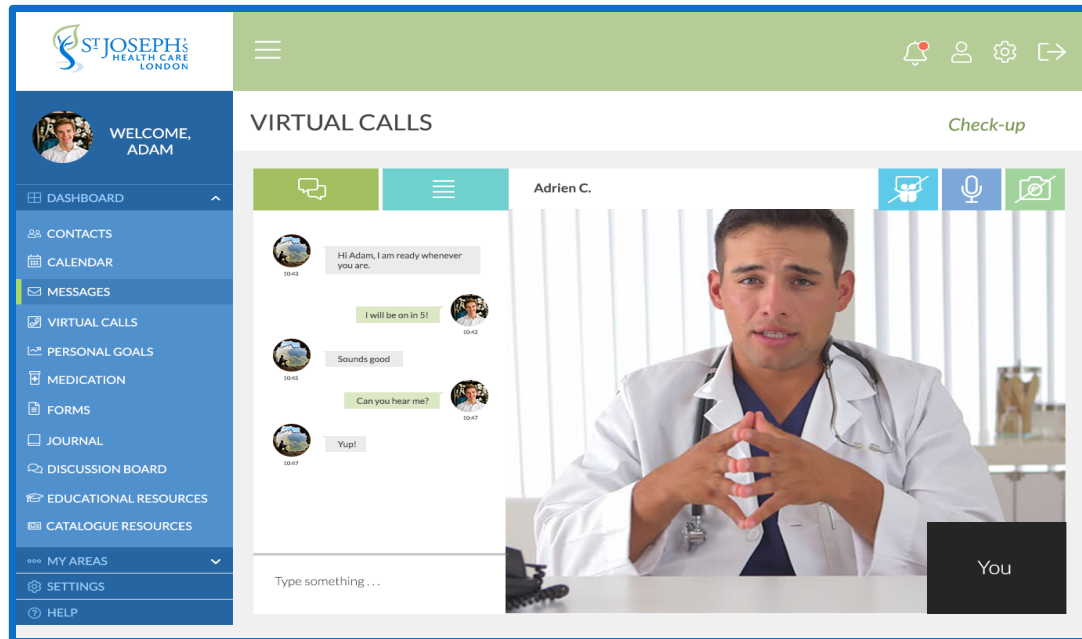 ST JOSEPH'S
HEALTH CARE
LONDON
WELCOME,
ADAM
DASHBOARD
CONTACTS
CALENDAR
MESSAGES
VIRTUAL CALLS
PERSONAL GOALS
MEDICATION
FORMS
JOURNAL
DISCUSSION BOARD
EDUCATIONAL RESOURCES
CATALOGUE RESOURCES
MY AREAS
SETTINGS
HELP
VIRTUAL CALLS
Check-up
Adrien C.
Hi Adam, I am ready whenever
you are.
10:43
I will be on in 5!
10:42
Sounds good
10:45
Can you hear me?
10:47
Yup!
10:47
Type something . . .
You